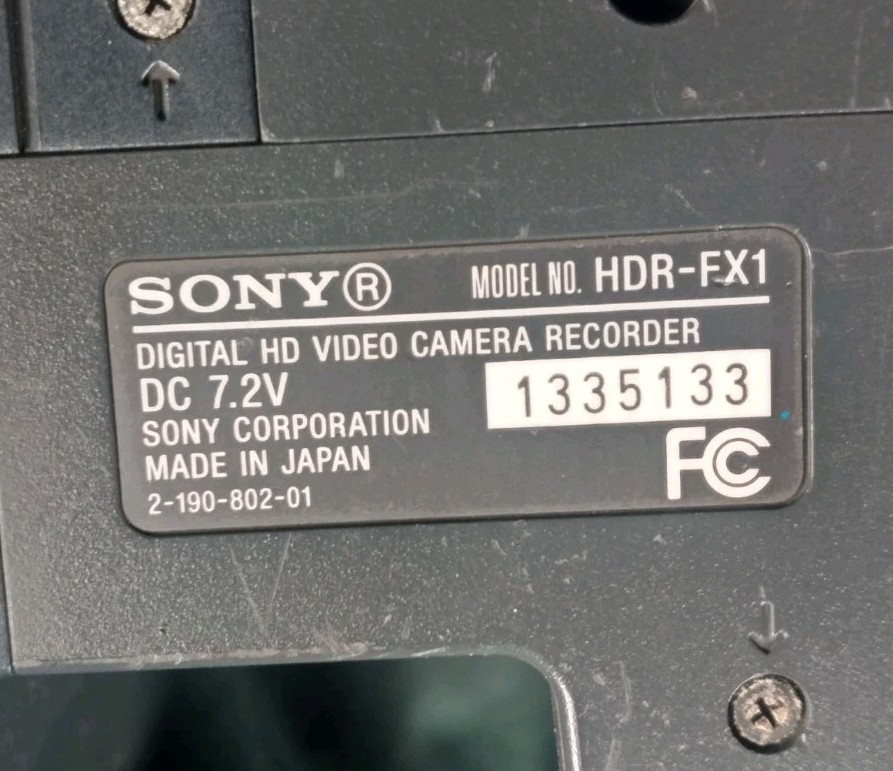 SONY® MODEL NO. HDR-FX1
DIGITAL HD VIDEO CAMERA RECORDER
DC 7.2V 1335133
SONY CORPORATION
MADE IN JAPAN
2-190-802-01 FC